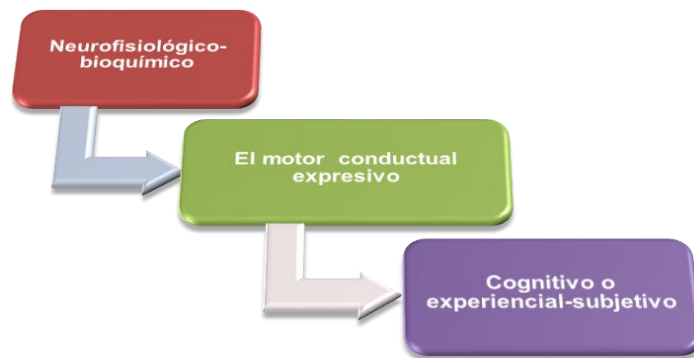 Neurofisiológico-
bioquímico
El motor conductual
expresivo
Cognitivo o
experiencial-subjetivo